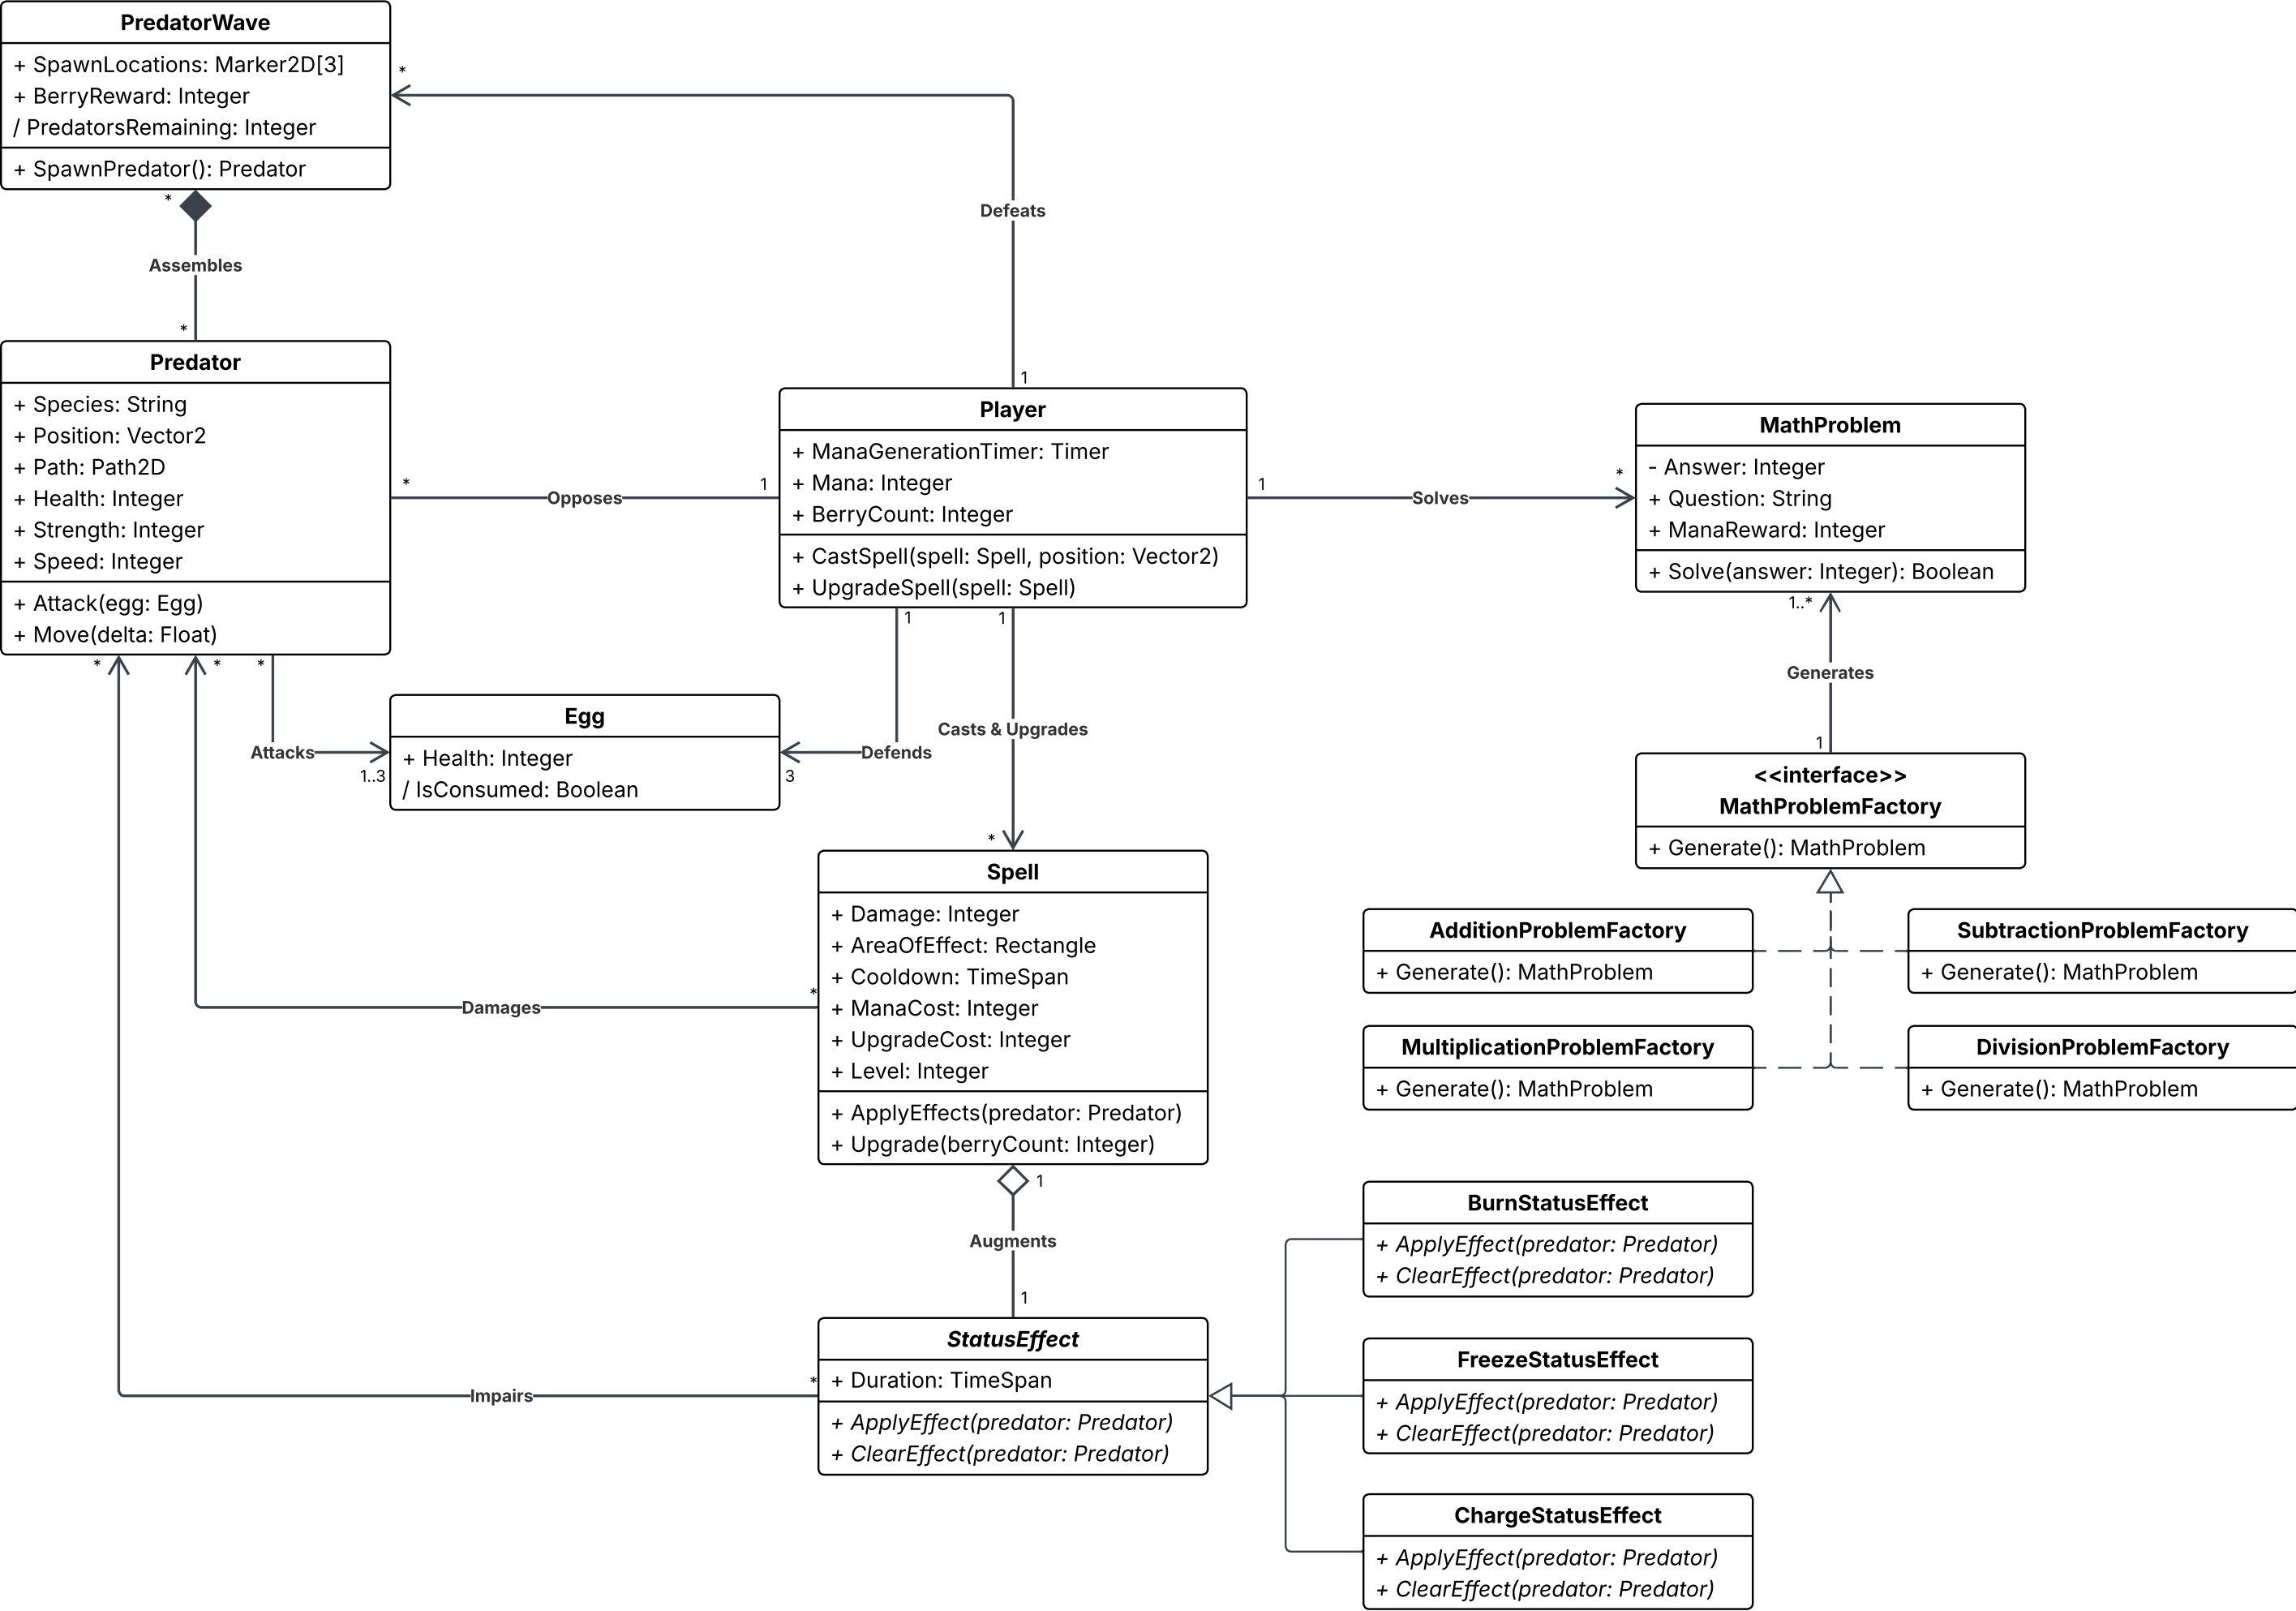 PredatorWave
+ SpawnLocations: Marker2D[3]
+ BerryReward: Integer
/ PredatorsRemaining: Integer
+ SpawnPredator(): Predator
*
*
Defeats
1
*
Assembles
*
Predator
+ Species: String
+ Position: Vector2
+ Path: Path2D
+ Health: Integer
+ Strength: Integer
+ Speed: Integer
+ Attack(egg: Egg)
+ Move(delta: Float)
*
Opposes
1
Player
+ ManaGenerationTimer: Timer
+ Mana: Integer
+ BerryCount: Integer
+ CastSpell(spell: Spell, position: Vector2)
+ UpgradeSpell(spell: Spell)
1
Solves
*
MathProblem
- Answer: Integer
+ Question: String
+ ManaReward: Integer
+ Solve(answer: Integer): Boolean
1..*
Generates
1
<<interface>>
MathProblemFactory
+ Generate(): MathProblem
*
*
Attacks
1..3
Egg
+ Health: Integer
/ IsConsumed: Boolean
1
Defends
3
1
Casts & Upgrades
*
Spell
+ Damage: Integer
+ AreaOfEffect: Rectangle
+ Cooldown: TimeSpan
+ ManaCost: Integer
+ UpgradeCost: Integer
+ Level: Integer
+ ApplyEffects(predator: Predator)
+ Upgrade(berryCount: Integer)
*
Damages
AdditionProblemFactory
+ Generate(): MathProblem
SubtractionProblemFactory
+ Generate(): MathProblem
MultiplicationProblemFactory
+ Generate(): MathProblem
DivisionProblemFactory
+ Generate(): MathProblem
1
Augments
1
StatusEffect
+ Duration: TimeSpan
+ ApplyEffect(predator: Predator)
+ ClearEffect(predator: Predator)
*
Impairs
BurnStatusEffect
+ ApplyEffect(predator: Predator)
+ ClearEffect(predator: Predator)
FreezeStatusEffect
+ ApplyEffect(predator: Predator)
+ ClearEffect(predator: Predator)
ChargeStatusEffect
+ ApplyEffect(predator: Predator)
+ ClearEffect(predator: Predator)